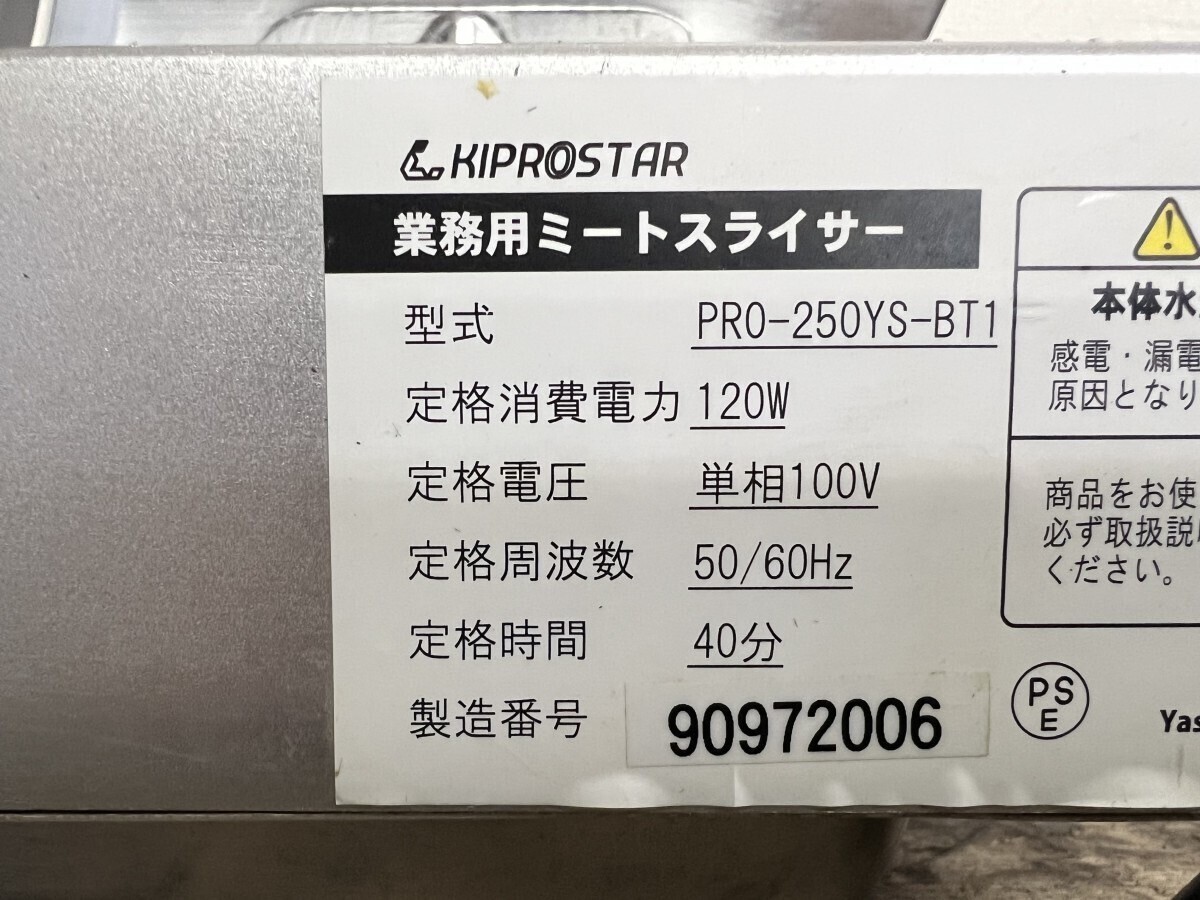 KIPROSTAR
業務用ミートスライサー
型式 PRO-250YS-BT1
定格消費電力 120W
定格電圧 単相100V
定格周波数 50/60Hz
定格時間 40分
製造番号 90972006
本体水
感電・漏電
原因となり
商品をお使
必ず取扱説
ください。
PS
E
Yas